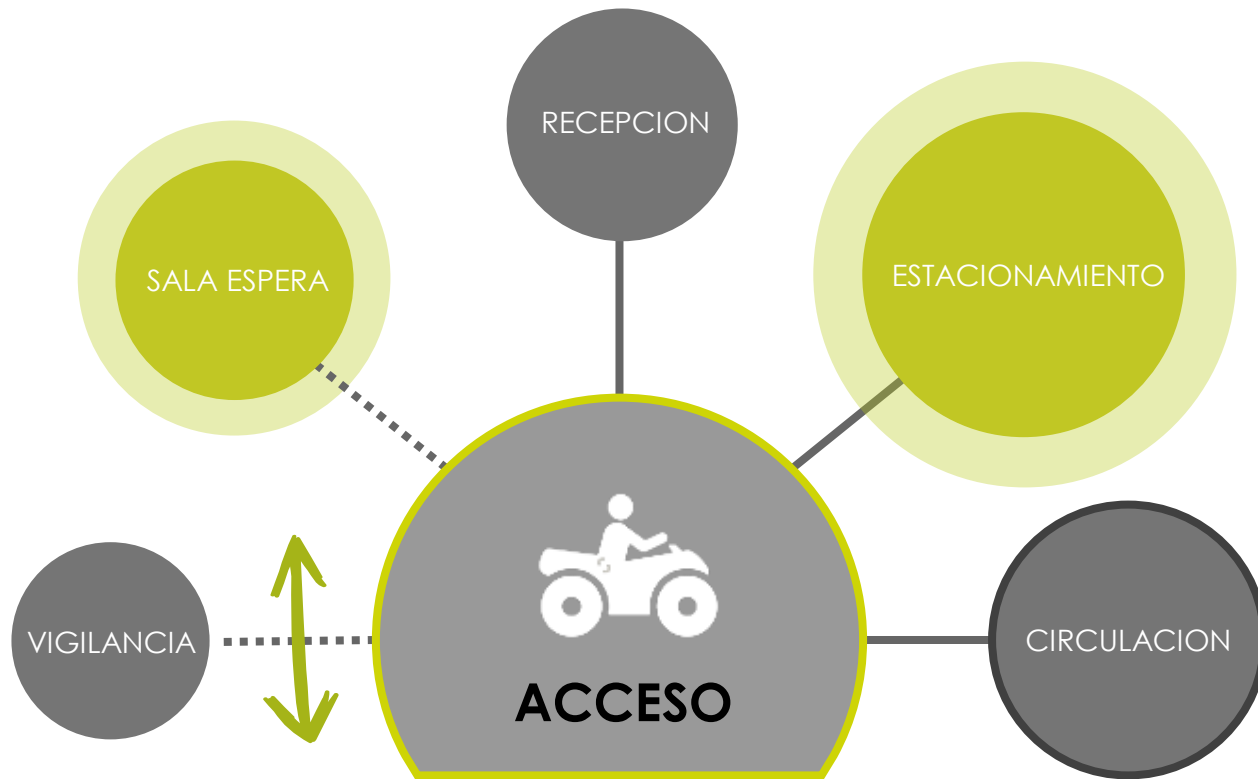 RECEPCION
SALA ESPERA
ESTACIONAMIENTO
VIGILANCIA
CIRCULACION
ACCESO